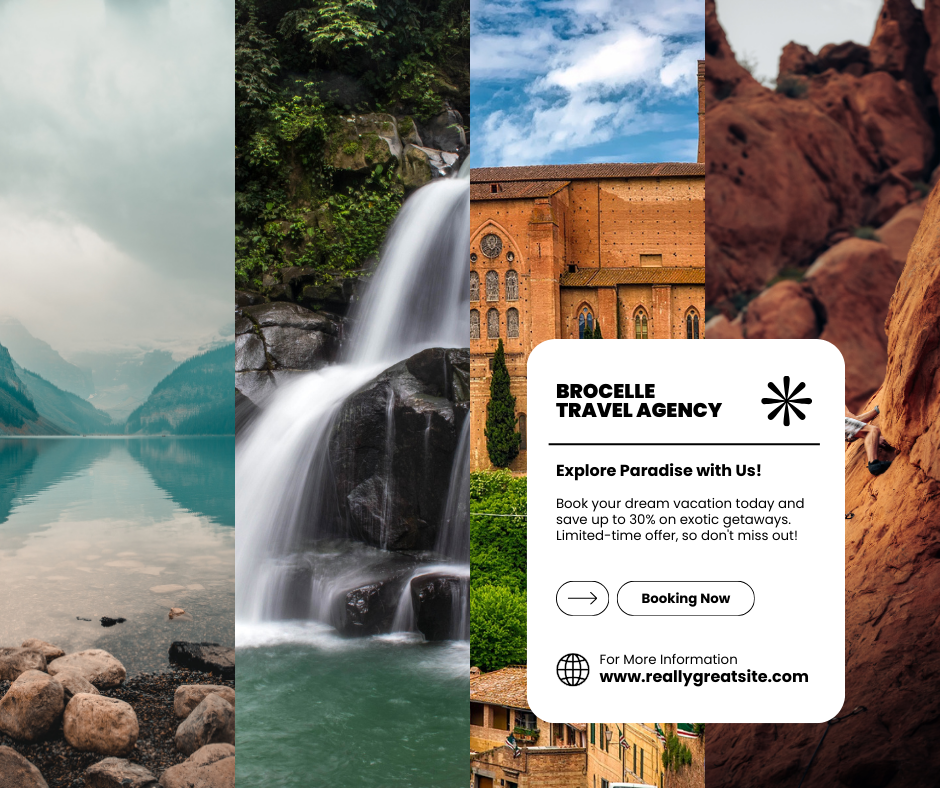 BROCELLE
TRAVEL AGENCY
Explore Paradise with Us!
Book your dream vacation today and
save up to 30% on exotic getaways.
Limited-time offer, so don't miss out!
Booking Now
For More Information
www.reallygreatsite.com